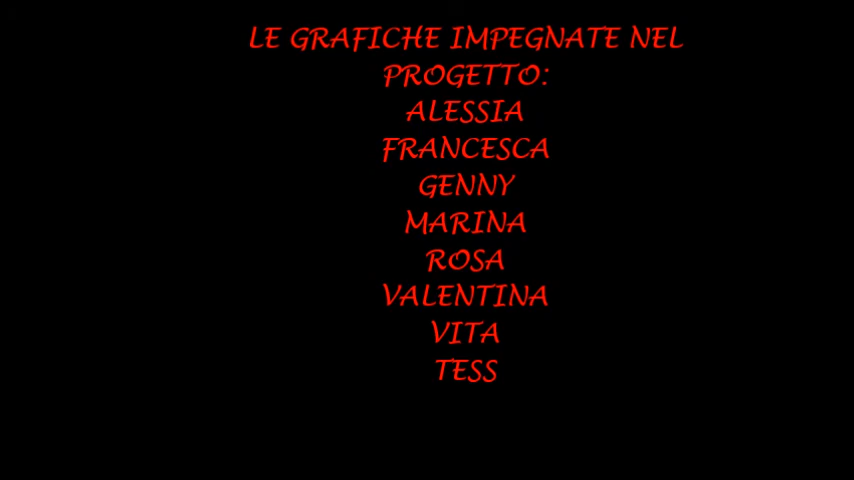 LE GRAFICHE IMPEGNATE NEL
PROGETTO:
ALESSIA
FRANCESCA
GENNY
MARINA
ROSA
VALENTINA
VITA
TESS